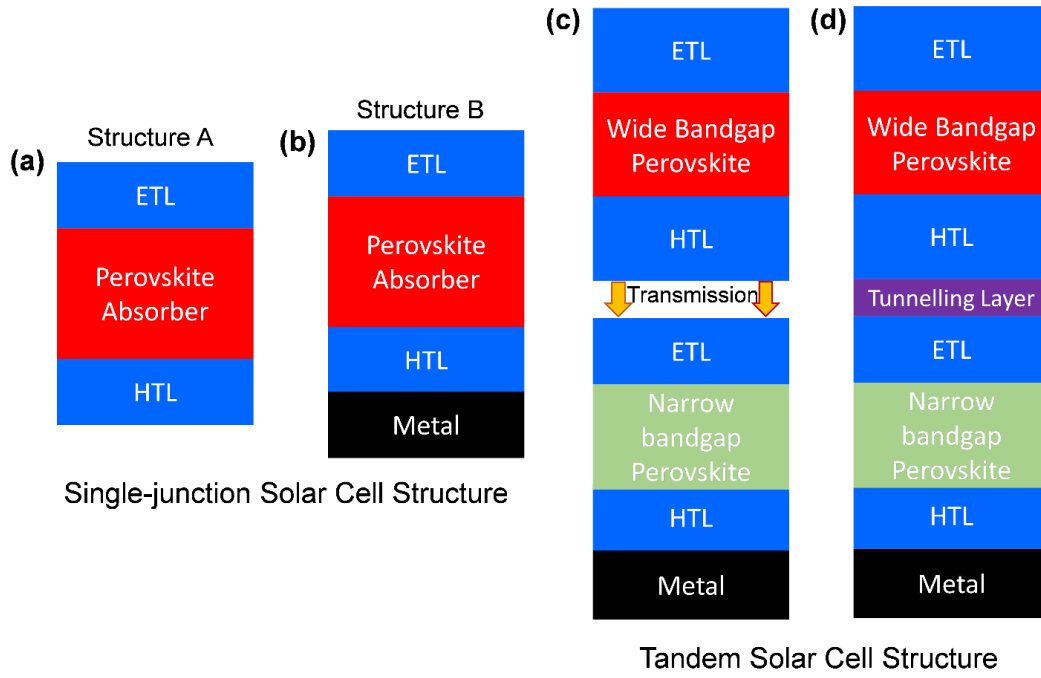 (a)
Structure A
ETL
Perovskite
Absorber
HTL
(b)
Structure B
ETL
Perovskite
Absorber
HTL
Metal
Single-junction Solar Cell Structure
(c)
ETL
Wide Bandgap
Perovskite
HTL
Transmission
ETL
Narrow
bandgap
Perovskite
HTL
Metal
(d)
ETL
Wide Bandgap
Perovskite
HTL
Tunnelling Layer
ETL
Narrow
bandgap
Perovskite
HTL
Metal
Tandem Solar Cell Structure